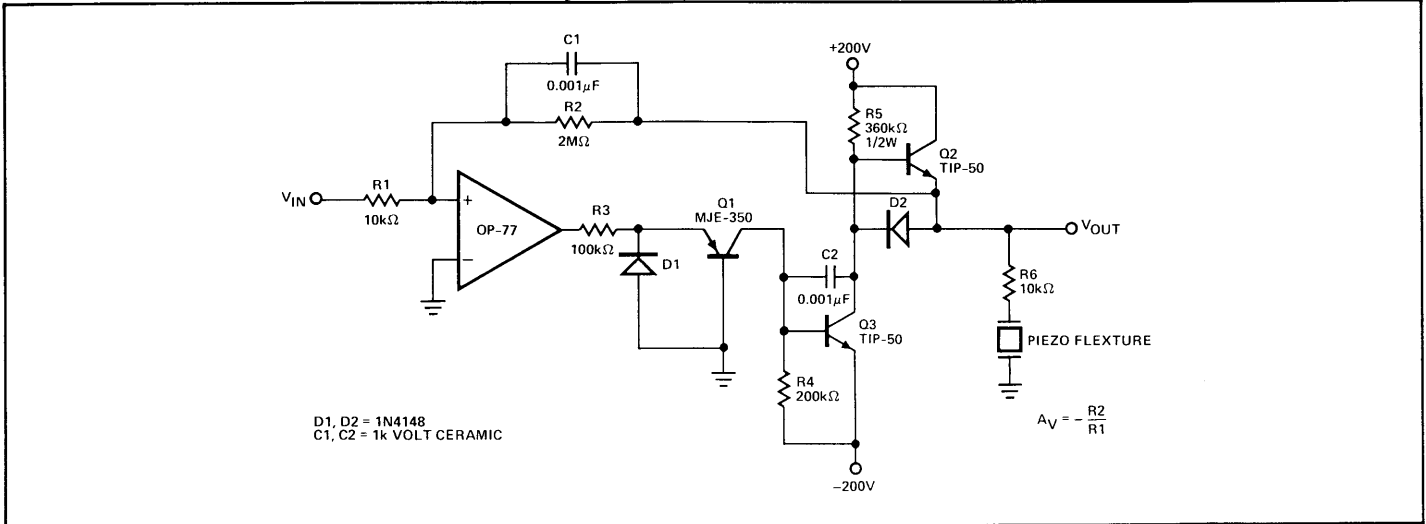 C1
0.001μF
R2
2MΩ
+200V
R5
360kΩ
1/2W
Q2
TIP-50
VIN
R1
10kΩ
+
−
OP-77
R3
100kΩ
D1
Q1
MJE-350
C2
0.001μF
D2
VOUT
R6
10kΩ
PIEZO FLEXTURE
Q3
TIP-50
R4
200kΩ
−200V
D1, D2 = 1N4148
C1, C2 = 1k VOLT CERAMIC
AV = − R2
R1